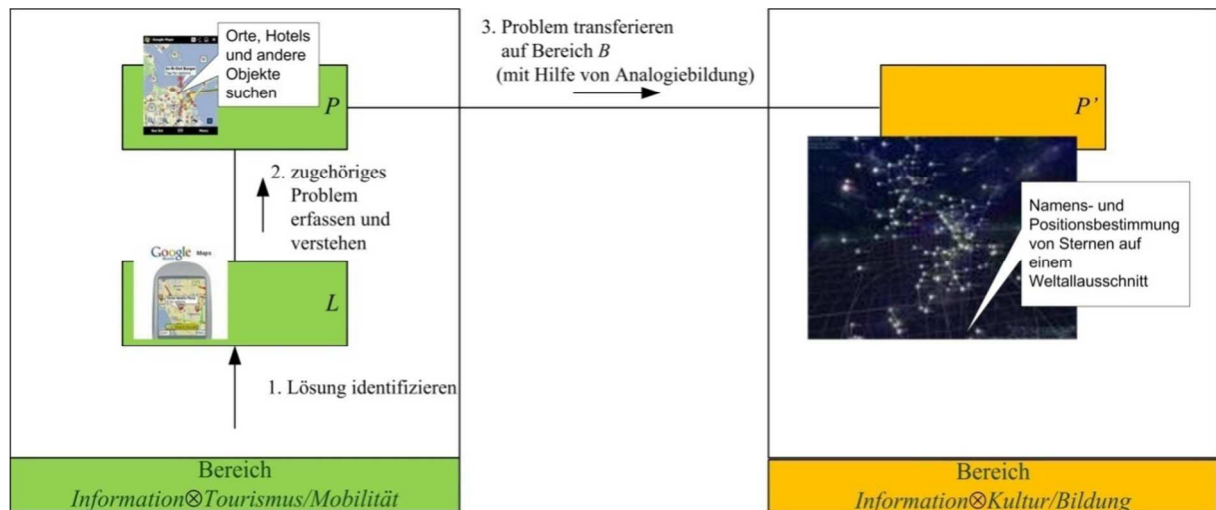 Orte, Hotels
und andere
Objekte
suchen
P
2. zugehöriges
Problem
erfassen und
verstehen
Google Maps
L
1. Lösung identifizieren
Bereich
Information⊗Tourismus/Mobilität
3. Problem transferieren
auf Bereich B
(mit Hilfe von Analogiebildung)
P’
Namens- und
Positionsbestimmung
von Sternen auf
einem
Weltallausschnitt
Bereich
Information⊗Kultur/Bildung